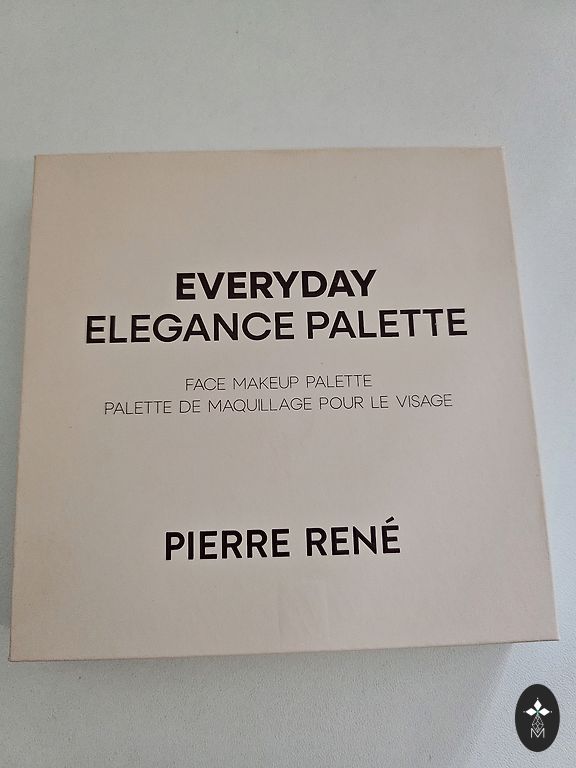 EVERYDAY
ELEGANCE PALETTE
FACE MAKEUP PALETTE
PALETTE DE MAQUILLAGE POUR LE VISAGE
PIERRE RENÉ
M